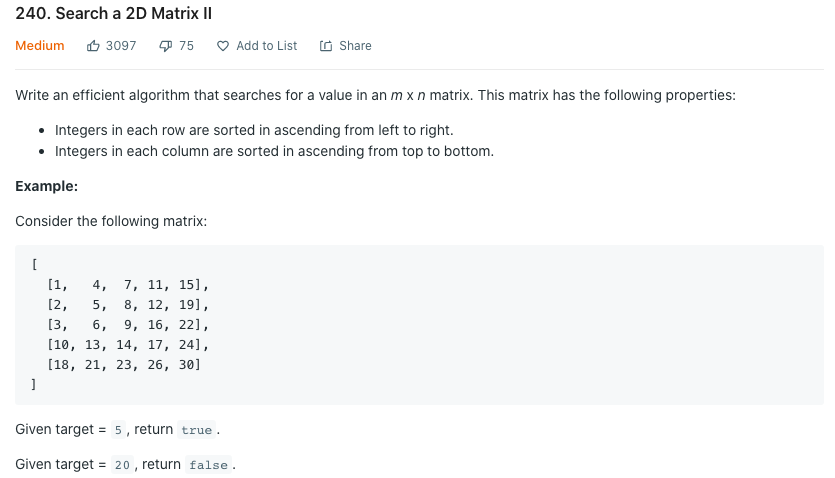 240. Search a 2D Matrix II
Medium 3097 75 Add to List Share
Write an efficient algorithm that searches for a value in an m x n matrix. This matrix has the following properties:
• Integers in each row are sorted in ascending from left to right.
• Integers in each column are sorted in ascending from top to bottom.
Example:
Consider the following matrix:
[
  [1,   4,  7, 11, 15],
  [2,   5,  8, 12, 19],
  [3,   6,  9, 16, 22],
  [10, 13, 14, 17, 24],
  [18, 21, 23, 26, 30]
]
Given target = 5, return true.
Given target = 20, return false.